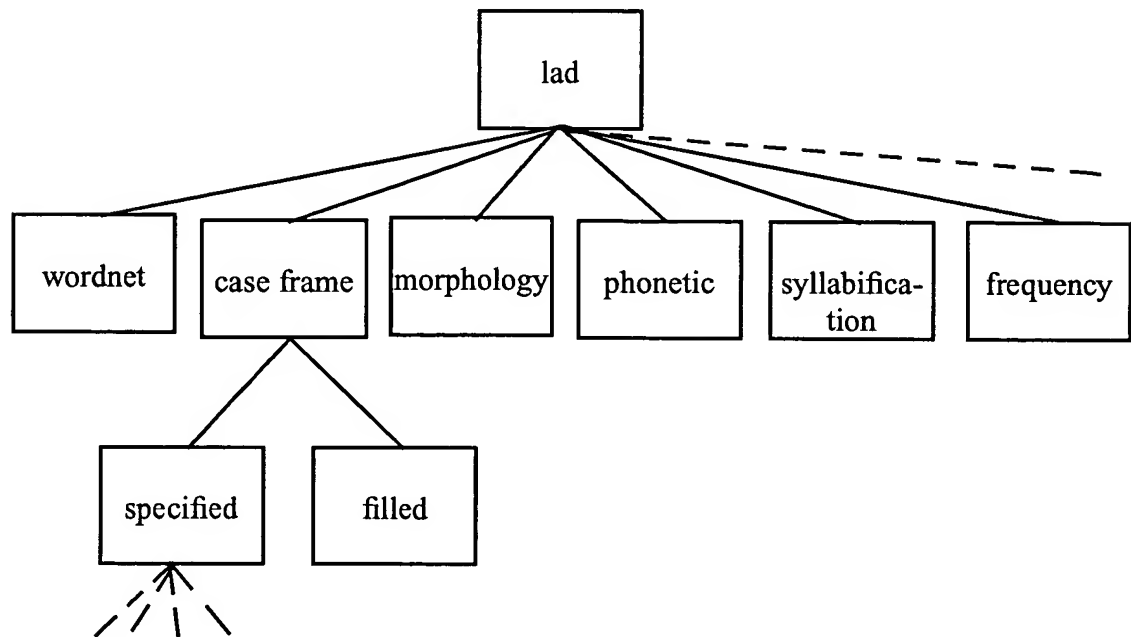 lad
wordnet
case frame
morphology
phonetic
syllabifica-
tion
frequency
specified
filled